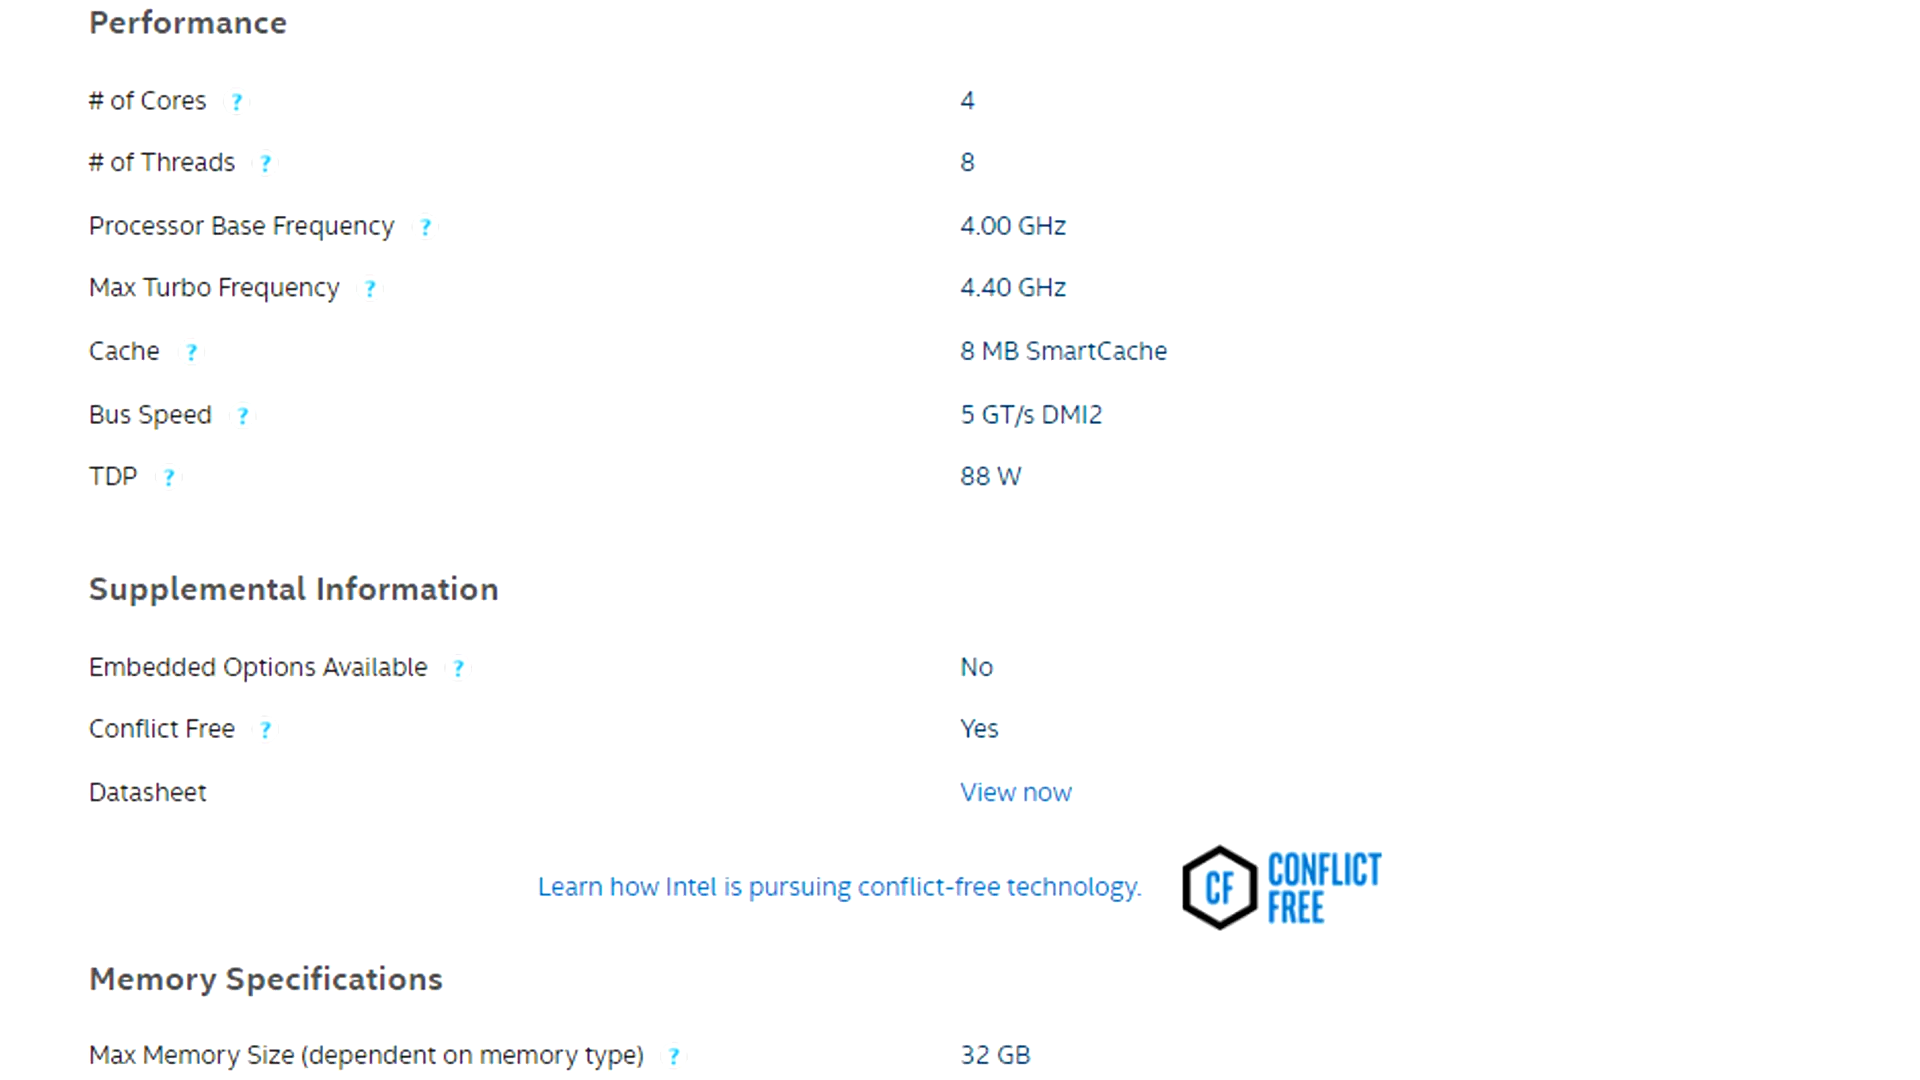 Performance
# of Cores ? 4
# of Threads ? 8
Processor Base Frequency ? 4.00 GHz
Max Turbo Frequency ? 4.40 GHz
Cache ? 8 MB SmartCache
Bus Speed ? 5 GT/s DMI2
TDP ? 88 W
Supplemental Information
Embedded Options Available ? No
Conflict Free ? Yes
Datasheet View now
Learn how Intel is pursuing conflict-free technology.
CF CONFLICT
FREE
Memory Specifications
Max Memory Size (dependent on memory type) ? 32 GB